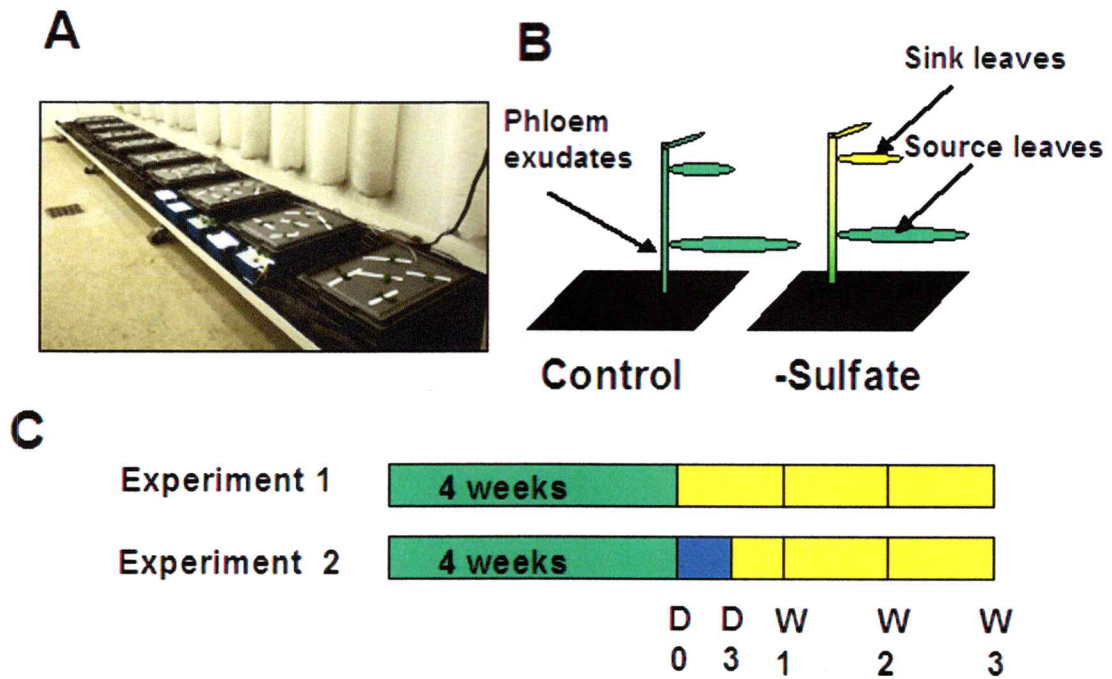 A
B
Sink leaves
Phloem
exudates
Source leaves
Control
-Sulfate
C
Experiment 1
4 weeks
Experiment 2
4 weeks
D D W W W
0 3 1 2 3